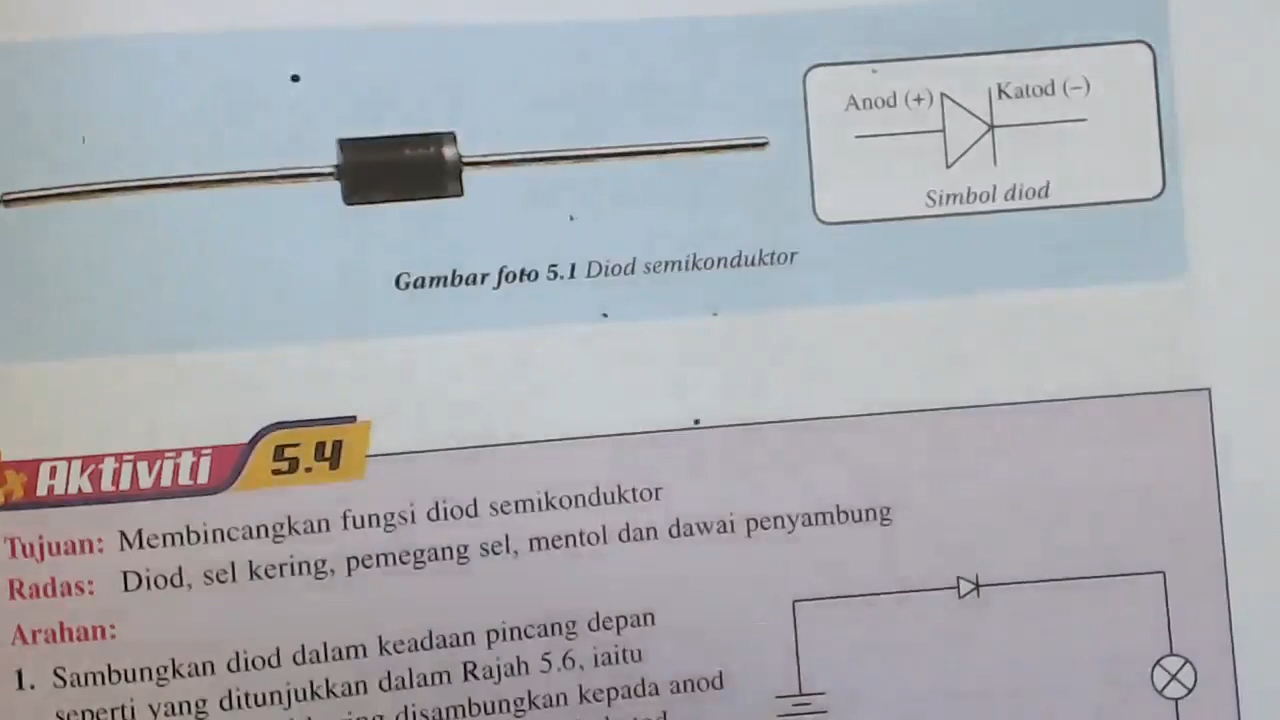 Anod (+)
Katod (–)
Simbol diod
Gambar foto 5.1 Diod semikonduktor
Aktiviti 5.4
Tujuan: Membincangkan fungsi diod semikonduktor
Radas: Diod, sel kering, pemegang sel, mentol dan dawai penyambung
Arahan:
1. Sambungkan diod dalam keadaan pincang depan
seperti yang ditunjukkan dalam Rajah 5.6, iaitu
disambungkan kepada anod